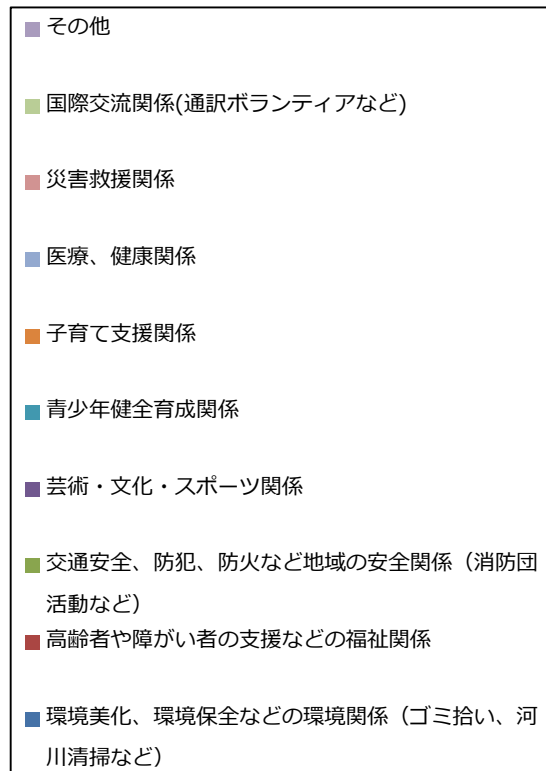 その他
国際交流関係(通訳ボランティアなど)
災害救援関係
医療、健康関係
子育て支援関係
青少年健全育成関係
芸術・文化・スポーツ関係
交通安全、防犯、防火など地域の安全関係（消防団
活動など）
高齢者や障がい者の支援などの福祉関係
環境美化、環境保全などの環境関係（ゴミ拾い、河
川清掃など）